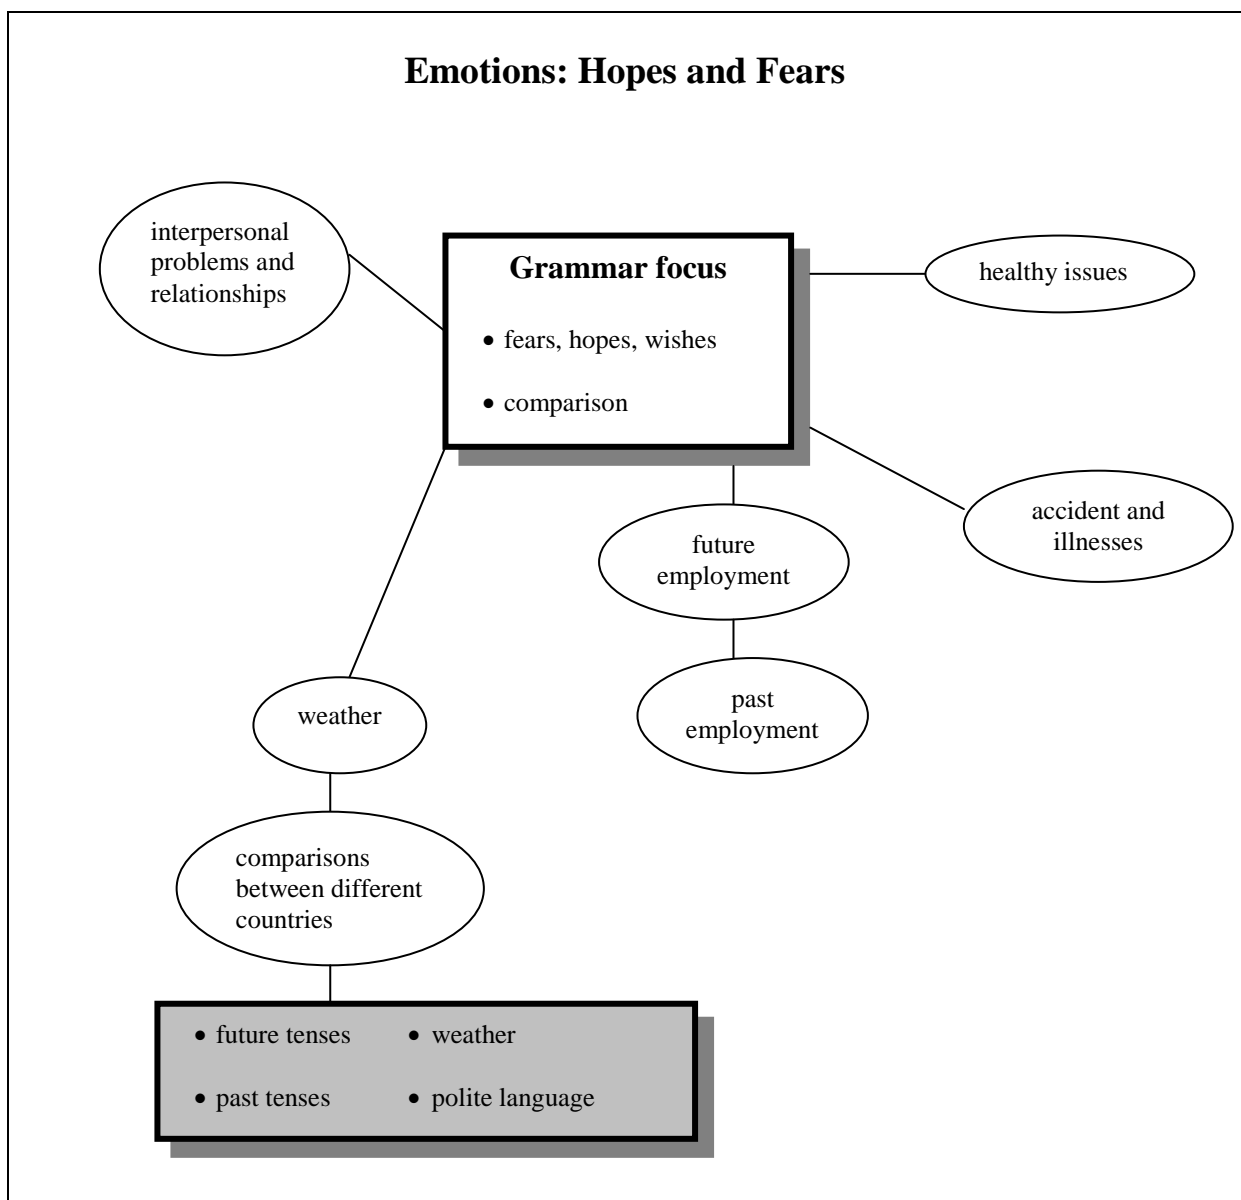 Emotions: Hopes and Fears
interpersonal
problems and
relationships
Grammar focus
• fears, hopes, wishes
• comparison
healthy issues
accident and
illnesses
future
employment
past
employment
weather
comparisons
between different
countries
• future tenses • weather
• past tenses • polite language